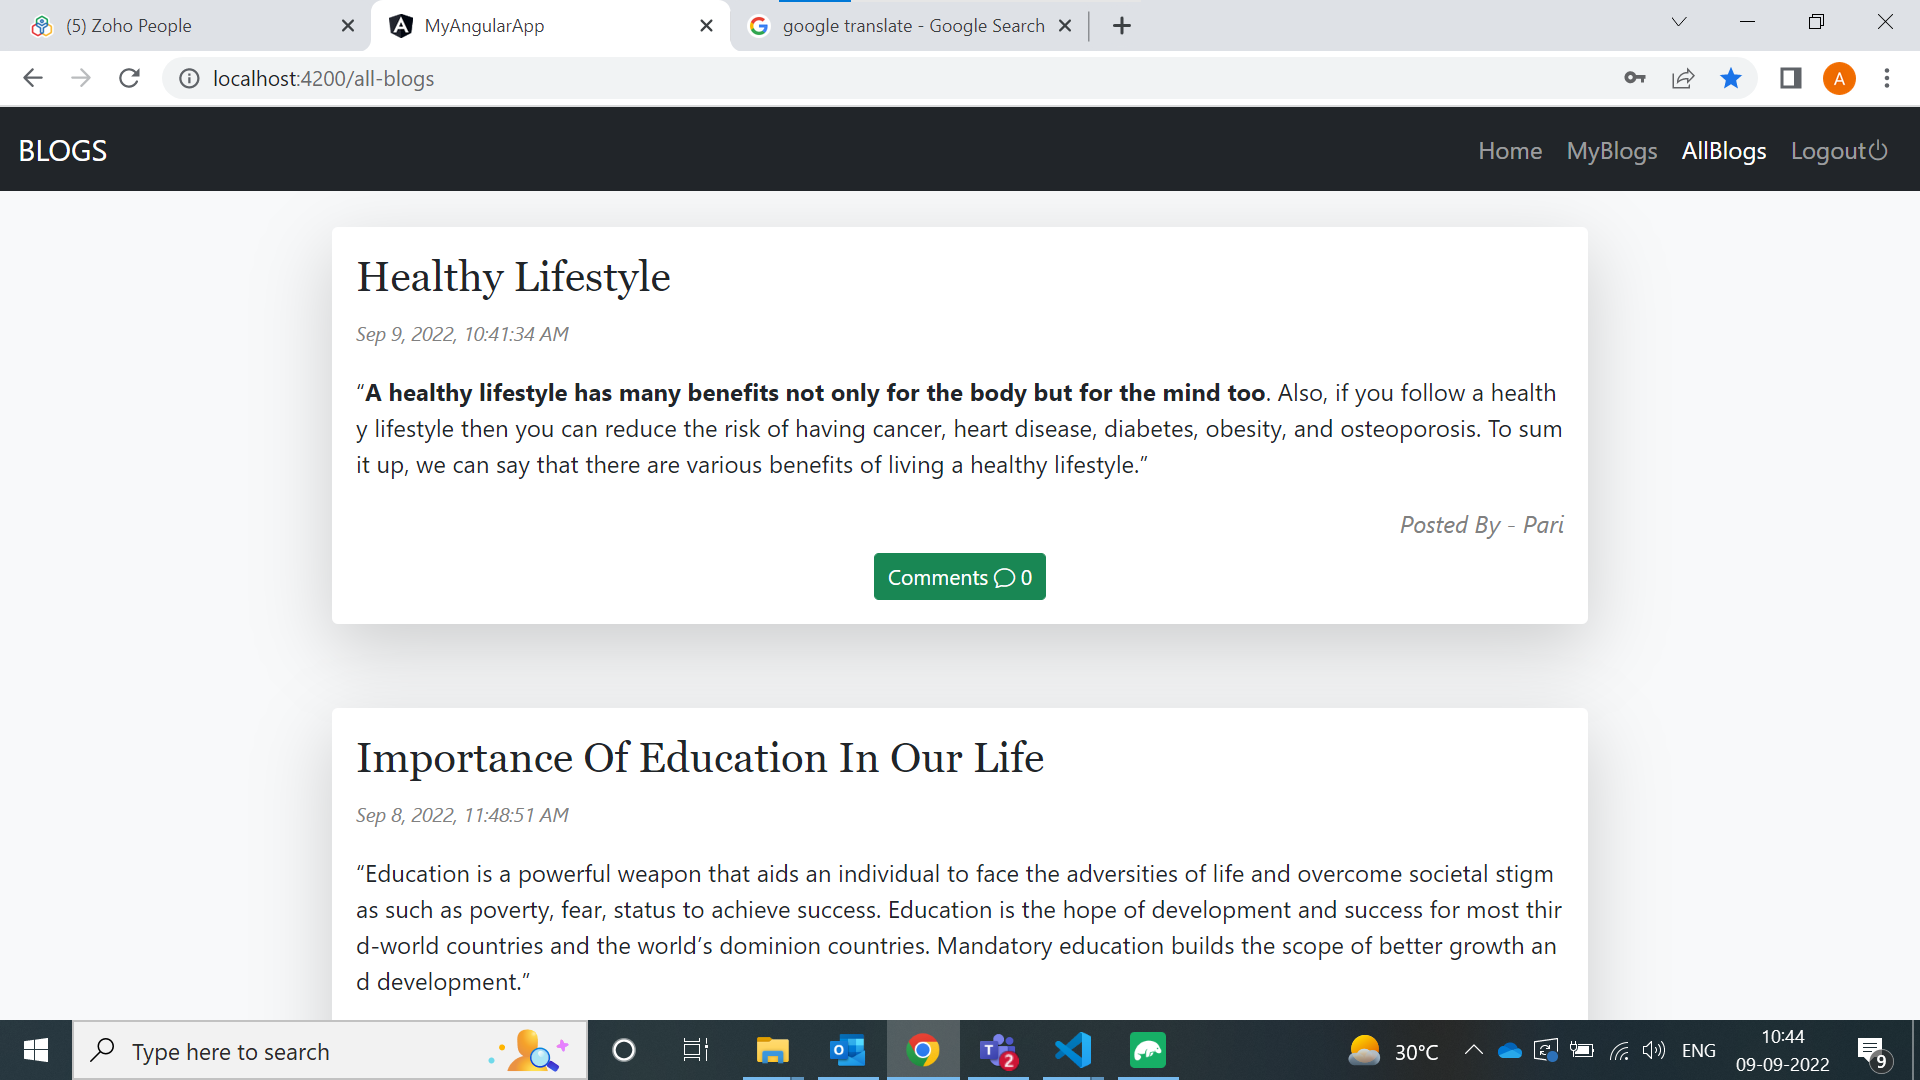 (5) Zoho People
MyAngularApp
google translate - Google Search
localhost:4200/all-blogs
A
BLOGS
Home MyBlogs AllBlogs Logout
Healthy Lifestyle
Sep 9, 2022, 10:41:34 AM
“A healthy lifestyle has many benefits not only for the body but for the mind too. Also, if you follow a health
y lifestyle then you can reduce the risk of having cancer, heart disease, diabetes, obesity, and osteoporosis. To sum
it up, we can say that there are various benefits of living a healthy lifestyle.”
Posted By - Pari
Comments 0
Importance Of Education In Our Life
Sep 8, 2022, 11:48:51 AM
“Education is a powerful weapon that aids an individual to face the adversities of life and overcome societal stigm
as such as poverty, fear, status to achieve success. Education is the hope of development and success for most thir
d-world countries and the world’s dominion countries. Mandatory education builds the scope of better growth an
d development.”
Type here to search
2
30°C
ENG
10:44
09-09-2022
9